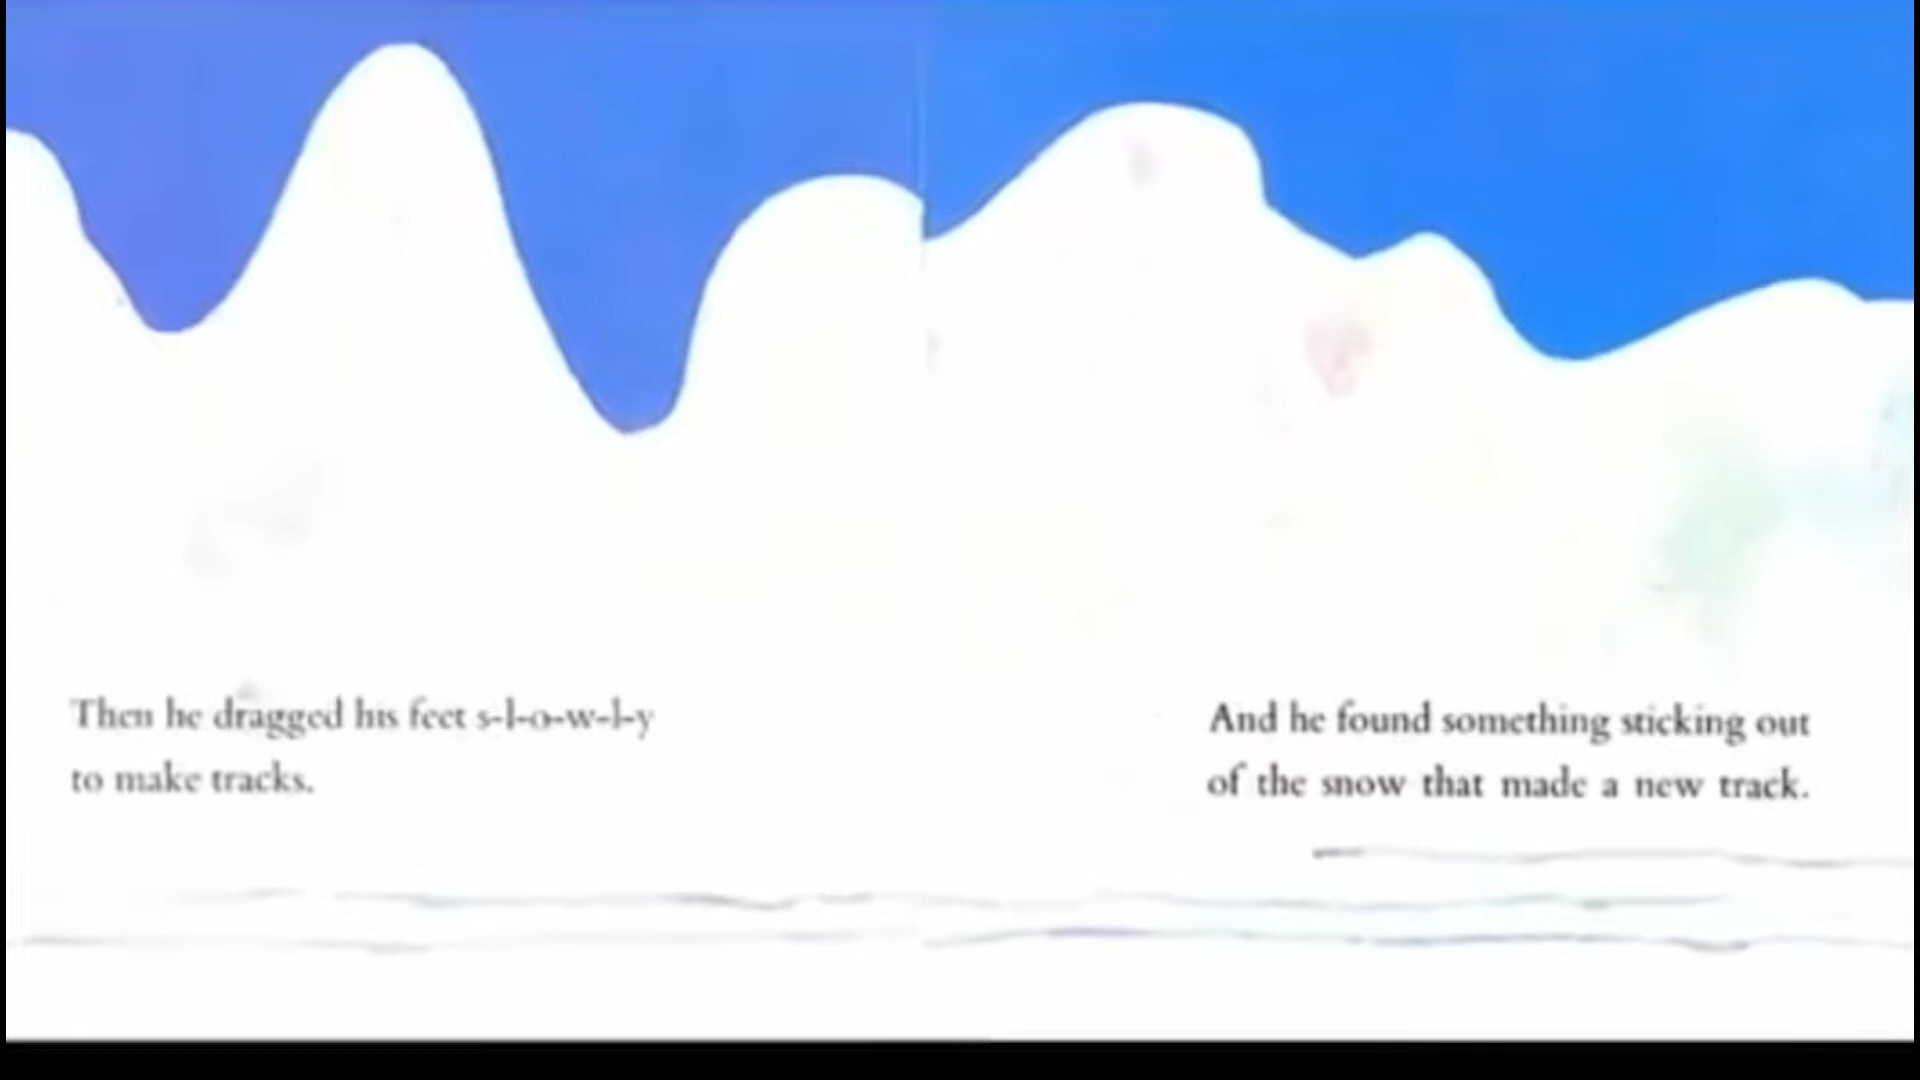 Then he dragged his feet s-l-o-w-l-y
to make tracks.
And he found something sticking out
of the snow that made a new track.